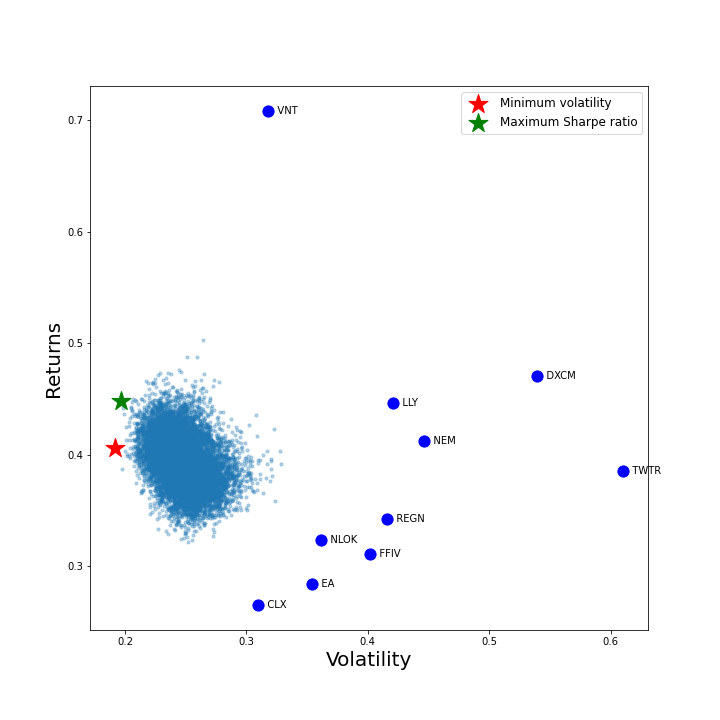 Minimum volatility
Maximum Sharpe ratio
VNT
0.7
0.6
0.5
0.4
0.3
Returns
DXCM
LLY
NEM
TWTR
REGN
NLOK
FFIV
EA
CLX
0.2 0.3 0.4 0.5 0.6
Volatility